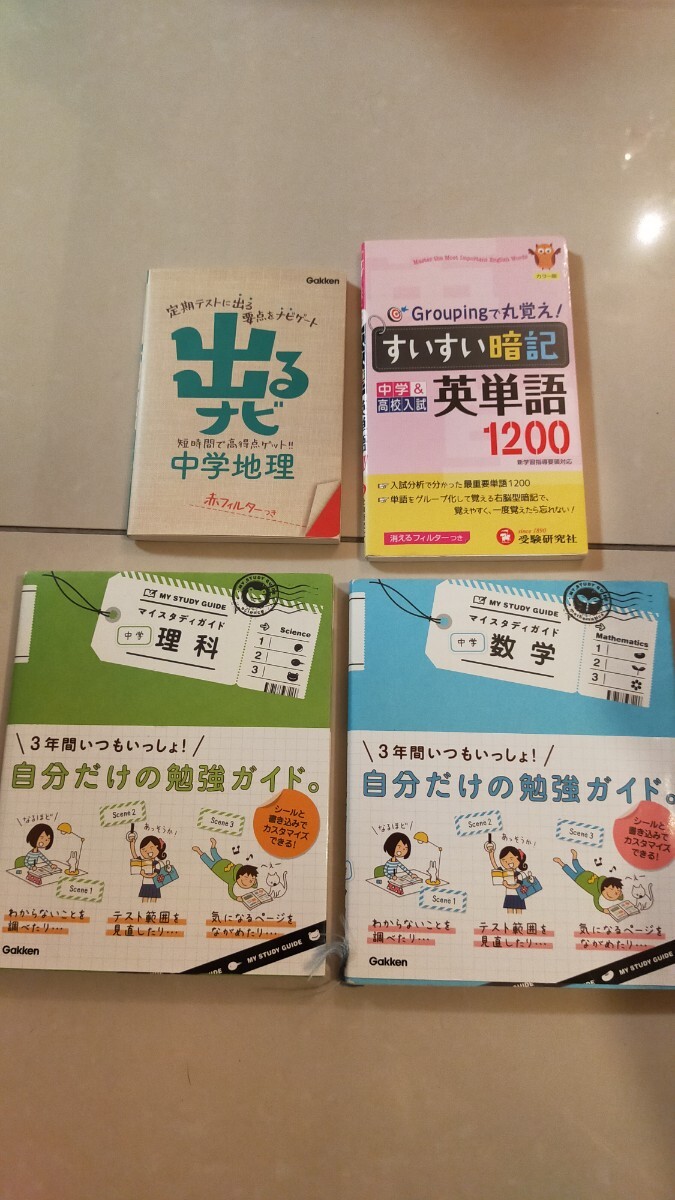 Gakken
定期テストに出る
要点をナビゲート
出る
ナビ
短時間で高得点ゲット!!
中学地理
赤フィルターつき
Master the Most Important English Words
カラー版
Groupingで丸覚え!
すいすい暗記
中学&
高校入試
英単語
1200
新学習指導要領対応
入試分析で分かった最重要単語1200
単語をグループ化して覚える右脳型暗記で、
覚えやすく、一度覚えたら忘れない!
消えるフィルターつき
since 1890
受験研究社
MY STUDY GUIDE
マイスタディガイド
中学
理科
Science
1
2
3
3年間いつもいっしょ!
自分だけの勉強ガイド。
シールと
書き込みで
カスタマイズ
できる!
なるほど
Scene 1
Scene 2
あっそうか!
Scene 3
へぇ〜
わからないことを
調べたり…
テスト範囲を
見直したり…
気になるページを
ながめたり…
Gakken
MY STUDY GUIDE
MY STUDY GUIDE
マイスタディガイド
中学
数学
Mathematics
1
2
3
3年間いつもいっしょ!
自分だけの勉強ガイド。
シールと
書き込みで
カスタマイズ
できる!
なるほど
Scene 1
Scene 2
あっそうか!
Scene 3
へぇ〜
わからないことを
調べたり…
テスト範囲を
見直したり…
気になるページを
ながめたり…
Gakken
MY STUDY GUIDE